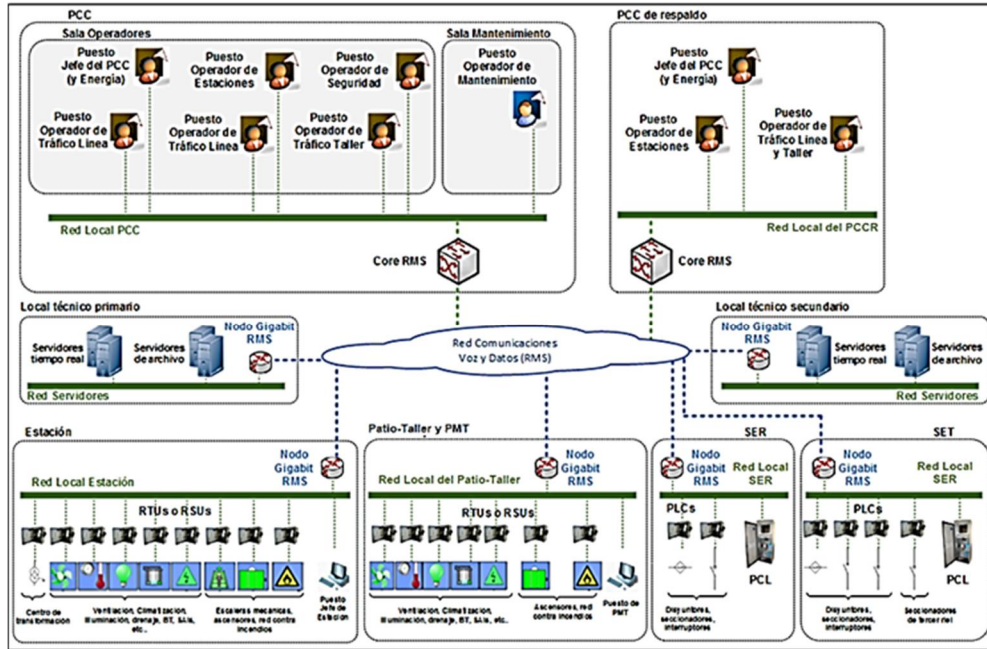 PCC
Sala Operadores
Puesto
Jefe del PCC
(y Energía)
Puesto
Operador de
Estaciones
Puesto
Operador de
Seguridad
Puesto
Operador de
Tráfico Línea
Puesto
Operador de
Tráfico Línea
Puesto
Operador de
Tráfico Taller
Sala Mantenimiento
Puesto
Operador de
Mantenimiento
Red Local PCC
Core RMS
PCC de respaldo
Puesto
Jefe del PCC
(y Energía)
Puesto
Operador de
Estaciones
Puesto
Operador de
Tráfico Línea
y Taller
Red Local del PCCR
Core RMS
Local técnico primario
Servidores
tiempo real
Servidores
de archivo
Nodo Gigabit
RMS
Red Servidores
Red Comunicaciones
Voz y Datos (RMS)
Local técnico secundario
Nodo Gigabit
RMS
Servidores
tiempo real
Servidores
de archivo
Red Servidores
Estación
Nodo
Gigabit
RMS
Red Local Estación
RTUs o RSUs
Centro de
transformación
Ventilación, Climatización,
iluminación, drenaje, BT, SAIs,
etc..
Escaleras mecanicas,
ascensores, red contra
incendios
Puesto
Jefe de
Estación
Patio-Taller y PMT
Nodo
Gigabit
RMS
Red Local del Patio-Taller
RTUs o RSUs
Ventilación, Climatización,
iluminación, drenaje, BT, SAIs, etc..
Ascensores, red
contra incendios
Puesto de
PMT
SER
Nodo
Gigabit
RMS
Red Local
SER
PLCs
PCL
Disyuntores,
seccionadores,
interruptores
SET
Nodo
Gigabit
RMS
Red Local
SER
PLCs
PCL
Disyuntores,
seccionadores,
interruptores
Seccionadores
de tercer riel